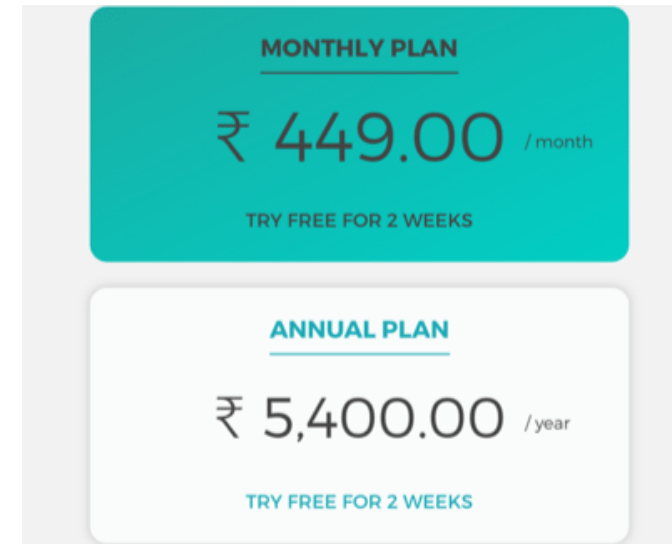 MONTHLY PLAN
₹ 449.00 / month
TRY FREE FOR 2 WEEKS
ANNUAL PLAN
₹ 5,400.00 / year
TRY FREE FOR 2 WEEKS